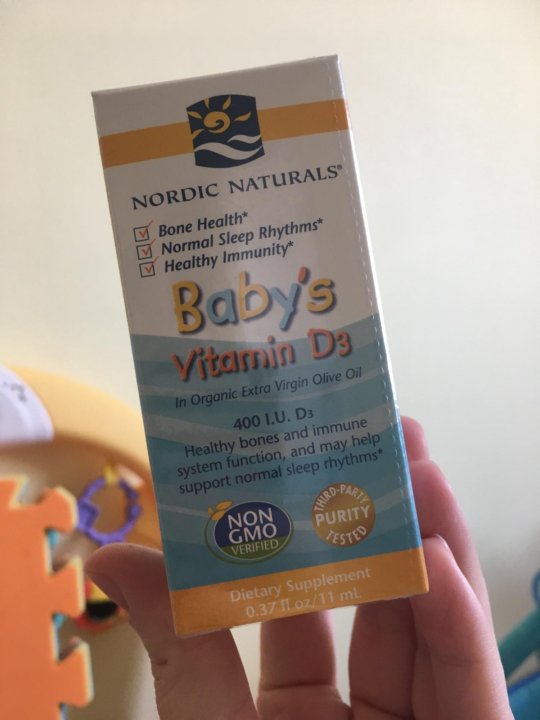 NORDIC NATURALS®
Bone Health*
Normal Sleep Rhythms*
Healthy Immunity*
Baby's
Vitamin D3
In Organic Extra Virgin Olive Oil
400 I.U. D3
Healthy bones and immune
system function, and may help
support normal sleep rhythms*
NON
GMO
VERIFIED
THIRD-PARTY
PURITY
TESTED
Dietary Supplement
0.37 fl oz/11 mL